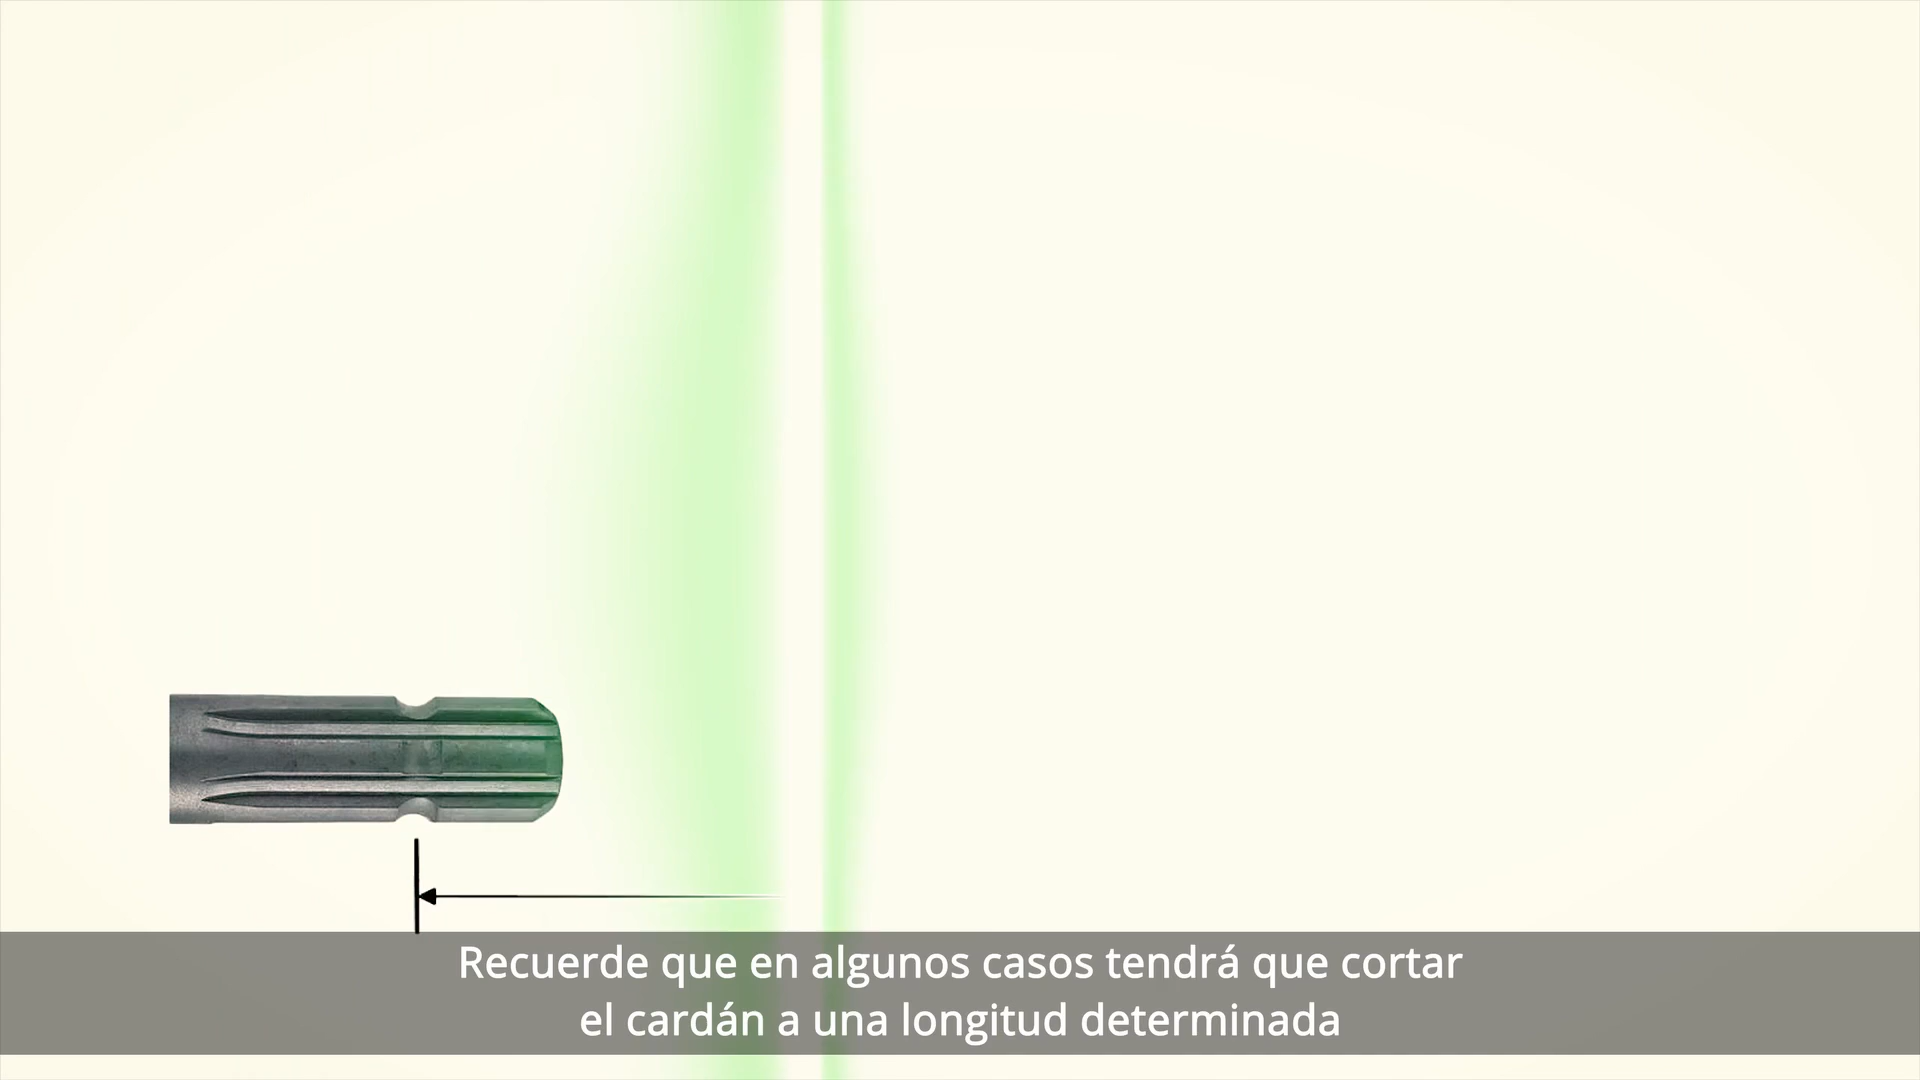 Recuerde que en algunos casos tendrá que cortar
el cardán a una longitud determinada